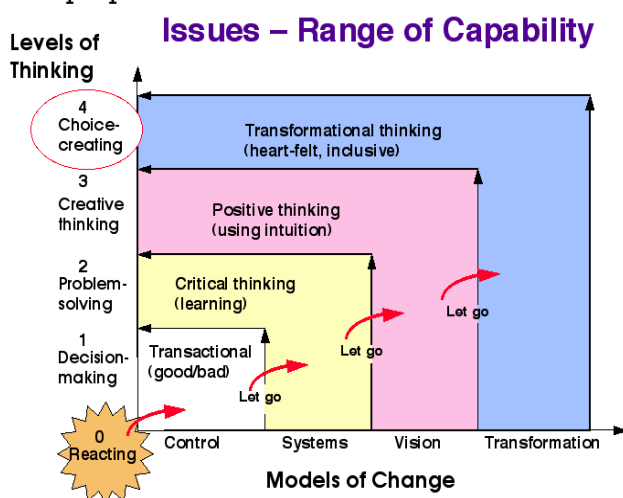 Issues – Range of Capability
Levels of
Thinking
4
Choice-
creating
Transformational thinking
(heart-felt, inclusive)
3
Creative
thinking
Positive thinking
(using intuition)
2
Problem-
solving
Critical thinking
(learning)
Let go
1
Decision-
making
Transactional
(good/bad)
Let go
Let go
0
Reacting
Control
Systems
Vision
Transformation
Models of Change